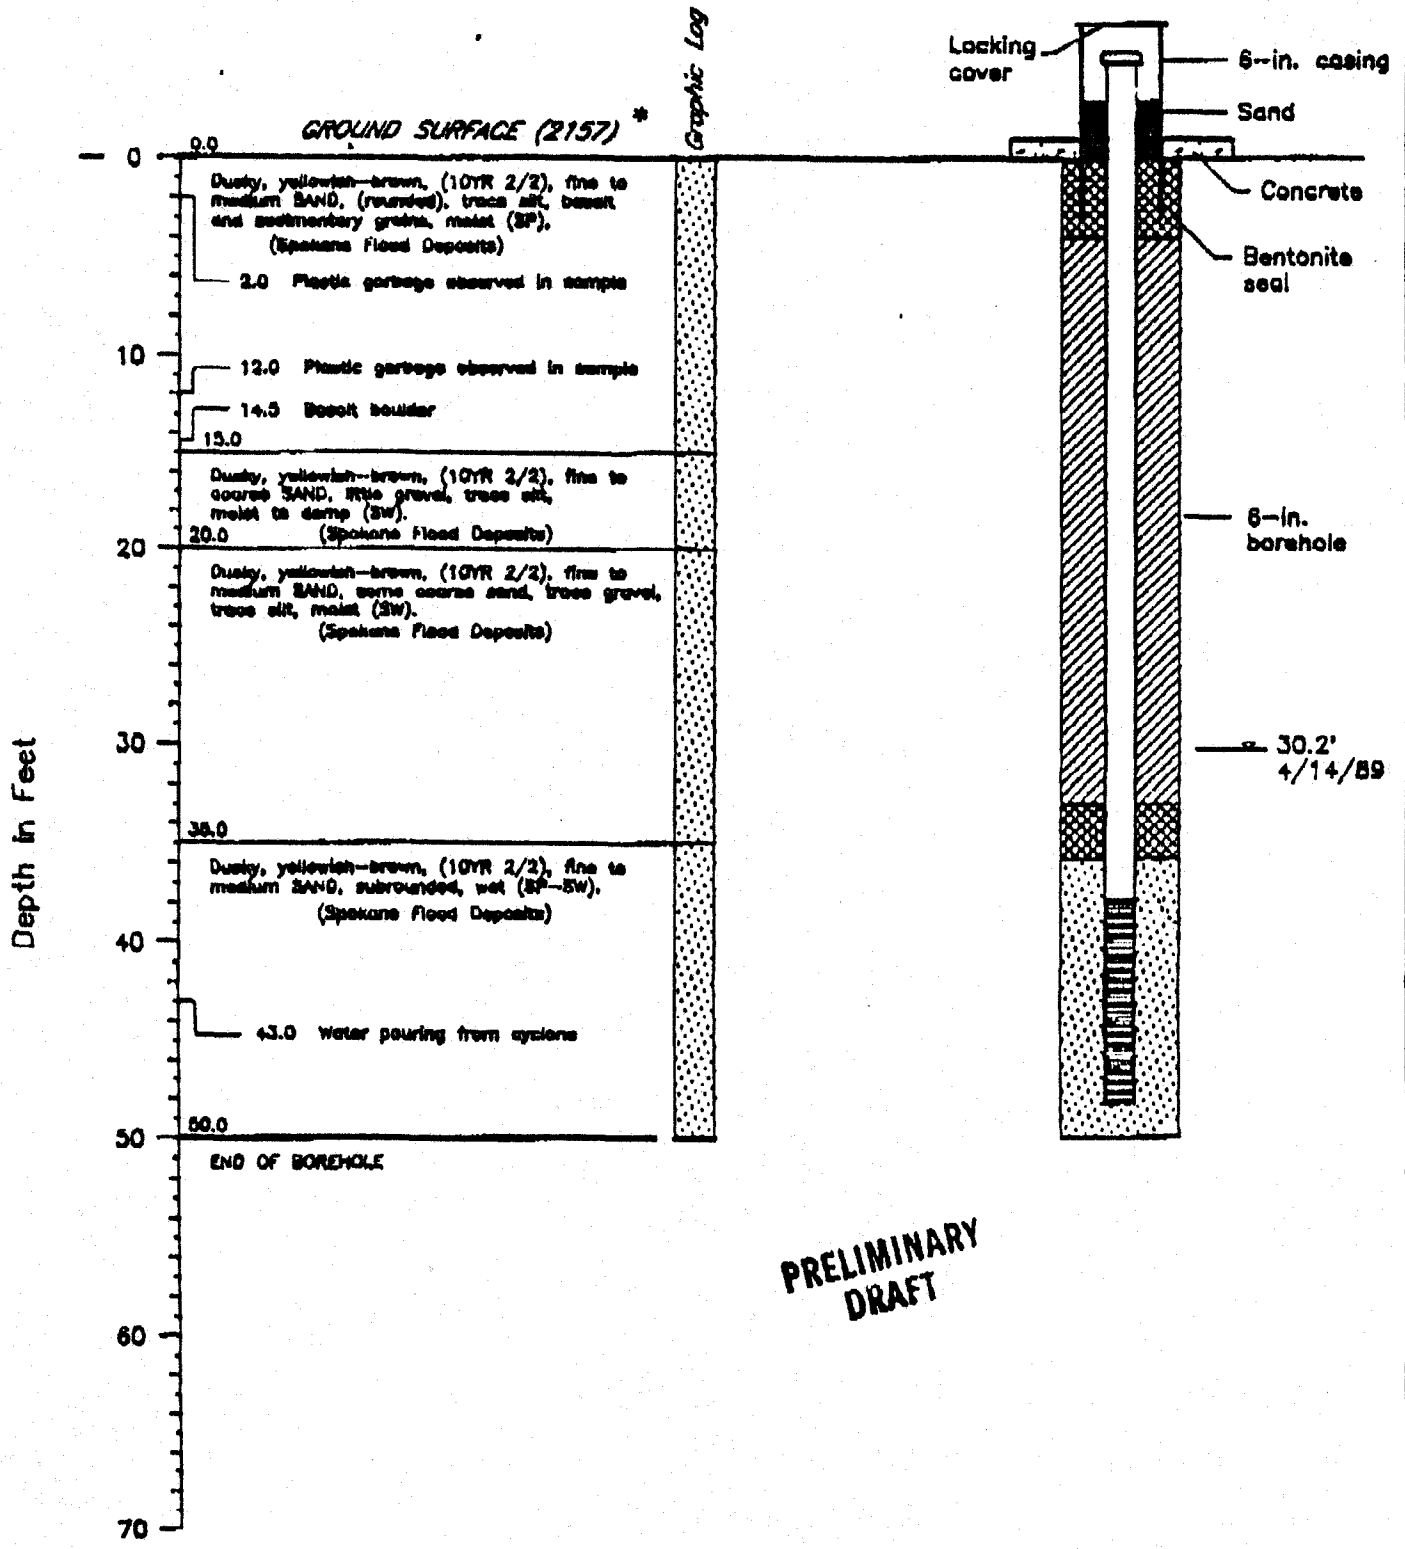 Graphic Log
Locking
cover
6-in. casing
Sand
GROUND SURFACE (2157) *
0
0.0
Concrete
Dusky, yellowish-brown, (10YR 2/2), fine to
medium SAND, (rounded), trace silt, basalt
and sedimentary grains, moist (SP).
(Spokane Flood Deposits)
Bentonite
seal
2.0 Plastic garbage observed in sample
10
12.0 Plastic garbage observed in sample
14.5 Basalt boulder
15.0
Dusky, yellowish-brown, (10YR 2/2), fine to
coarse SAND, little gravel, trace silt,
moist to damp (SW).
(Spokane Flood Deposits)
6-in.
borehole
20
20.0
Dusky, yellowish-brown, (10YR 2/2), fine to
medium SAND, some coarse sand, trace gravel,
trace silt, moist (SW).
(Spokane Flood Deposits)
30
30.2'
4/14/89
Depth in Feet
35.0
Dusky, yellowish-brown, (10YR 2/2), fine to
medium SAND, subrounded, wet (SP-SW).
(Spokane Flood Deposits)
40
43.0 Water pouring from cyclone
50
50.0
END OF BOREHOLE
PRELIMINARY
DRAFT
60
70